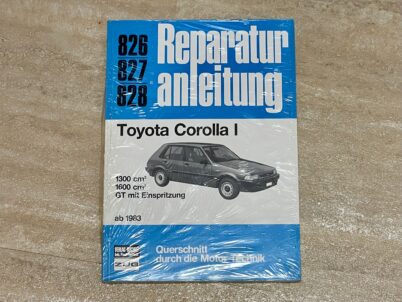 826
827
828
Reparatur
anleitung
Toyota Corolla I
1300 cm³
1600 cm³
GT mit Einspritzung
ab 1983
Querschnitt
durch die Motor Technik
ZUG